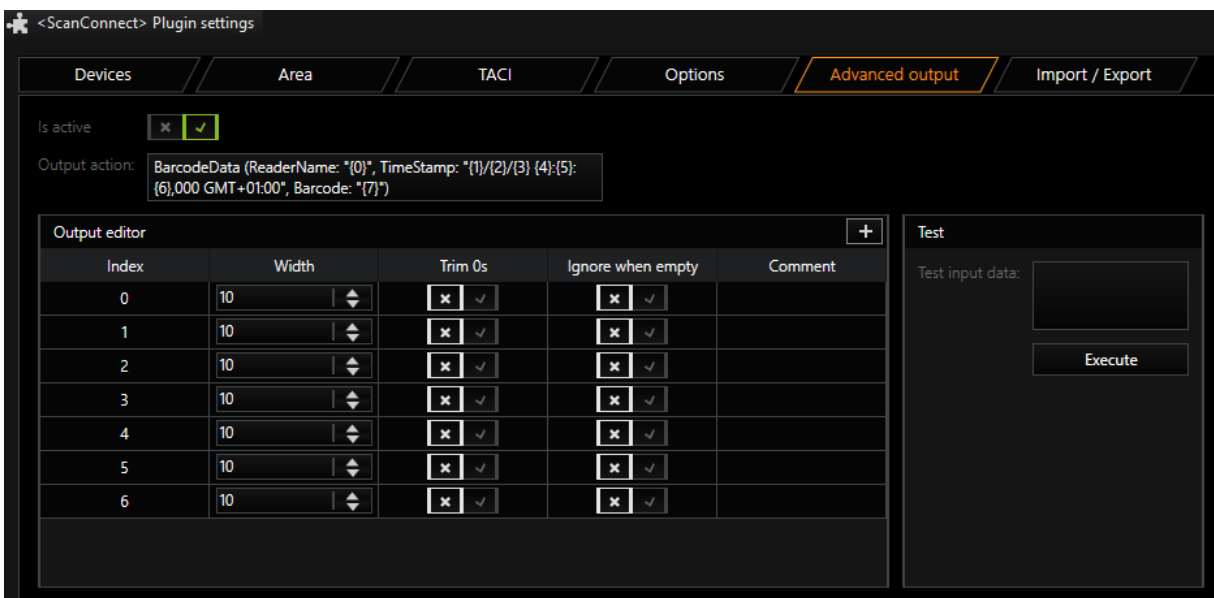 <ScanConnect> Plugin settings
Devices Area TACI Options Advanced output Import / Export
Is active
Output action: BarcodeData (ReaderName: "{0}", TimeStamp: "{1}/{2}/{3} {4}:{5}:
{6},000 GMT+01:00", Barcode: "{7}")
Output editor
Index Width Trim 0s Ignore when empty Comment
0 10
1 10
2 10
3 10
4 10
5 10
6 10
Test
Test input data:
Execute